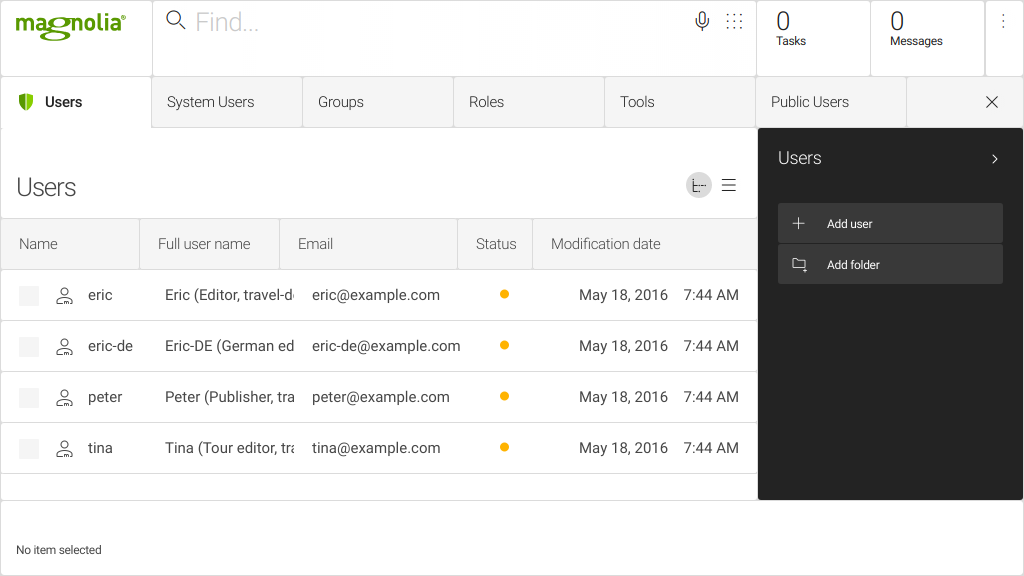 magnolia®
Find...
0
Tasks
0
Messages
Users
System Users
Groups
Roles
Tools
Public Users
Users
Name Full user name Email Status Modification date
eric Eric (Editor, travel-d eric@example.com May 18, 2016 7:44 AM
eric-de Eric-DE (German ed eric-de@example.com May 18, 2016 7:44 AM
peter Peter (Publisher, tra peter@example.com May 18, 2016 7:44 AM
tina Tina (Tour editor, tra tina@example.com May 18, 2016 7:44 AM
Users
Add user
Add folder
No item selected